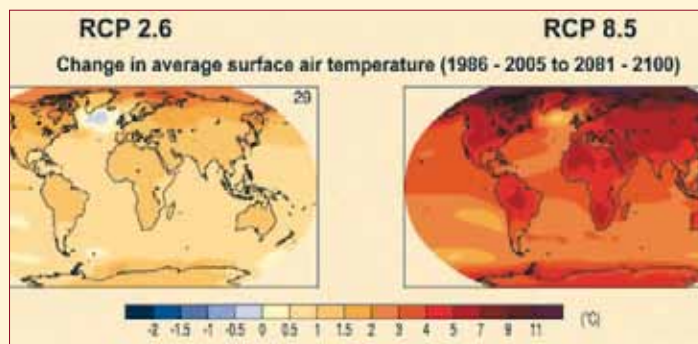 RCP 2.6 RCP 8.5
Change in average surface air temperature (1986 - 2005 to 2081 - 2100)
29
-2 -1.5 -1 -0.5 0 0.5 1 1.5 2 3 4 5 7 9 11 (°C)